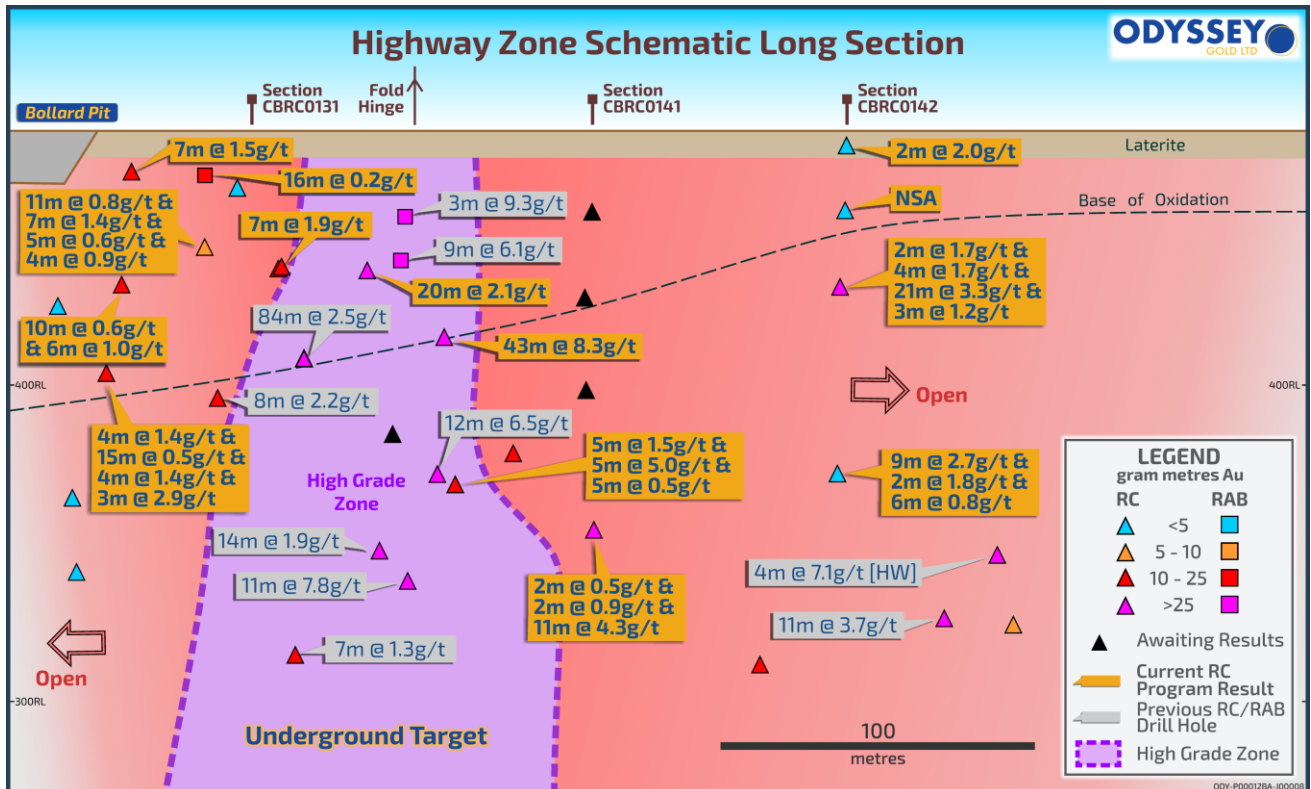 Highway Zone Schematic Long Section
ODYSSEY
GOLD LTD
Bollard Pit
Section
CBRC0131
Fold
Hinge
Section
CBRC0141
Section
CBRC0142
Laterite
7m @ 1.5g/t
2m @ 2.0g/t
16m @ 0.2g/t
11m @ 0.8g/t &
7m @ 1.4g/t &
5m @ 0.6g/t &
4m @ 0.9g/t
3m @ 9.3g/t
NSA
Base of Oxidation
7m @ 1.9g/t
9m @ 6.1g/t
2m @ 1.7g/t &
4m @ 1.7g/t &
21m @ 3.3g/t &
3m @ 1.2g/t
20m @ 2.1g/t
10m @ 0.6g/t
& 6m @ 1.0g/t
84m @ 2.5g/t
43m @ 8.3g/t
400RL
400RL
Open
8m @ 2.2g/t
12m @ 6.5g/t
4m @ 1.4g/t &
15m @ 0.5g/t &
4m @ 1.4g/t &
3m @ 2.9g/t
5m @ 1.5g/t &
5m @ 5.0g/t &
5m @ 0.5g/t
9m @ 2.7g/t &
2m @ 1.8g/t &
6m @ 0.8g/t
High Grade
Zone
14m @ 1.9g/t
11m @ 7.8g/t
2m @ 0.5g/t &
2m @ 0.9g/t &
11m @ 4.3g/t
4m @ 7.1g/t [HW]
11m @ 3.7g/t
7m @ 1.3g/t
Open
300RL
Underground Target
100
metres
LEGEND
gram metres Au
RC RAB
<5
5 - 10
10 - 25
>25
Awaiting Results
Current RC
Program Result
Previous RC/RAB
Drill Hole
High Grade Zone
ODY-P00012BA-J00008